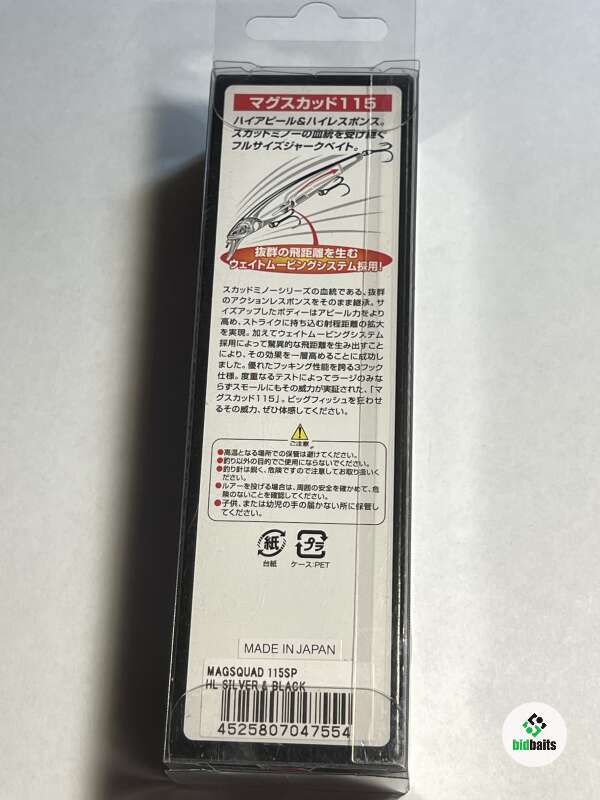 マグスカッド115
ハイアピール&ハイレスポンス。
スカッドミノーの血統を受け継ぐ
フルサイズジャークベイト。
抜群の飛距離を生む
ウェイトムービングシステム採用!
スカッドミノーシリーズの血統である、抜群
のアクションレスポンスをそのまま継承。サ
イズアップしたボディーはアピール力をより
高め、ストライクに持ち込む射程距離の拡大
を実現。加えてウェイトムービングシステム
採用によって驚異的な飛距離を生み出すこと
により、その効果を一層高めることに成功し
ました。優れたフッキング性能を誇る3フック
仕様。度重なるテストによってラージのみな
らずスモールにもその威力が実証された、「マ
グスカッド115」。ビッグフィッシュを狂わせ
るその威力、ぜひ体感してください。
ご注意
●高温となる場所での保管は避けてください。
●釣り以外の目的でご使用にならないでください。
●釣り針は鋭く、危険ですので注意してお取り扱いく
ださい。
●ルアーを投げる場合は、周囲の安全を確かめて、危
険のないことを確認してください。
●子供、または幼児の手の届かない所に保管し
てください。
紙 プラ
台紙 ケース:PET
MADE IN JAPAN
MAGSQUAD 115SP
HL SILVER & BLACK
4525807047554
bidbaits